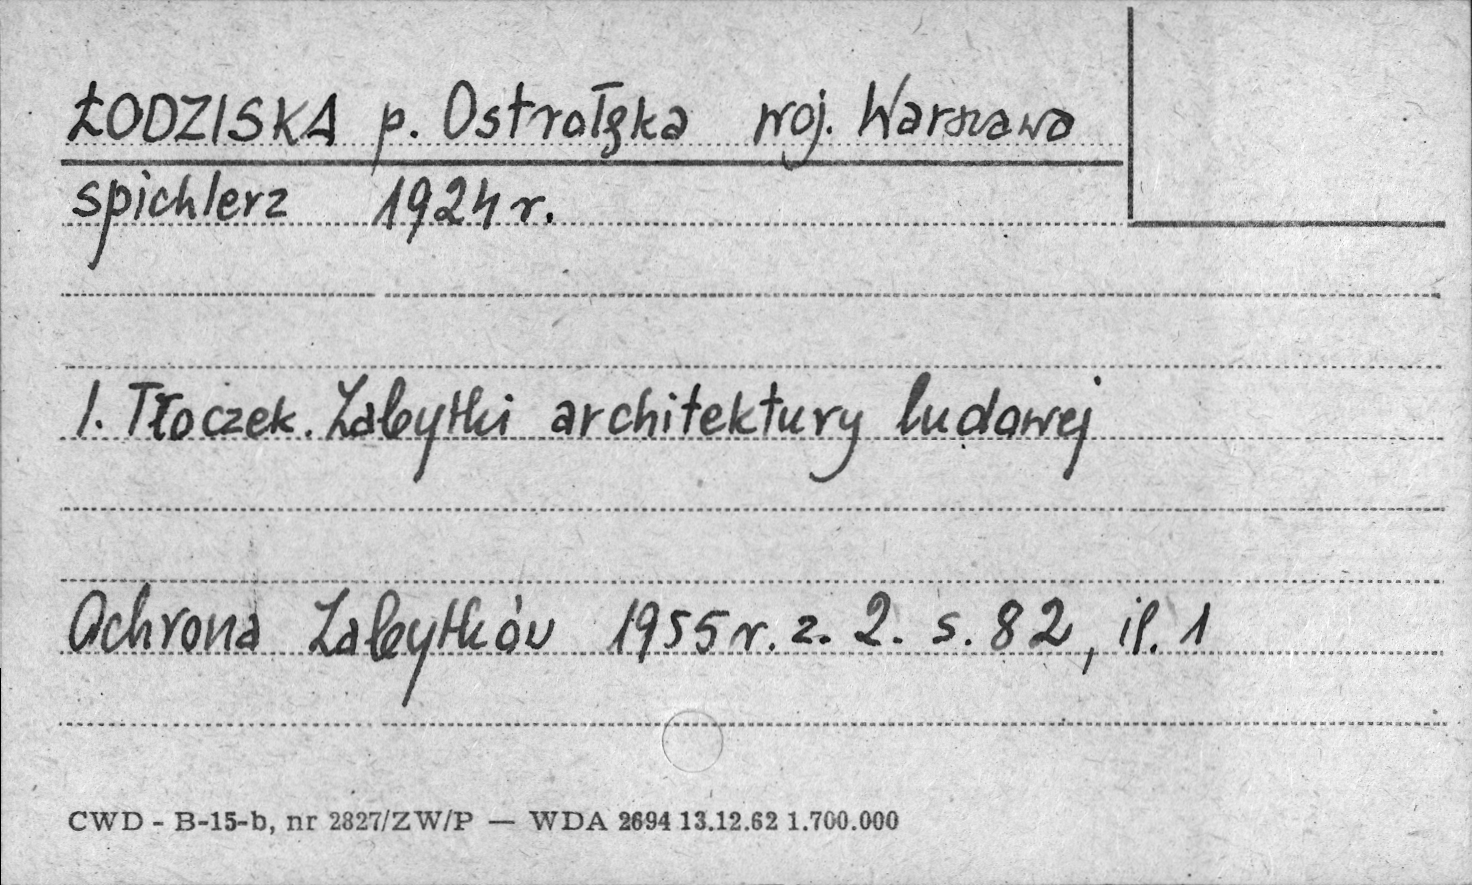 ŁODZISKA p. Ostrołęka woj. Warszawa
spichlerz 1924 r.
I. Tłoczek. Zabytki architektury ludowej
Ochrona Zabytków 1955 r. z. 2. s. 82, il. 1
CWD - B-15-b, nr 2827/ZW/P — WDA 2694 13.12.62 1.700.000